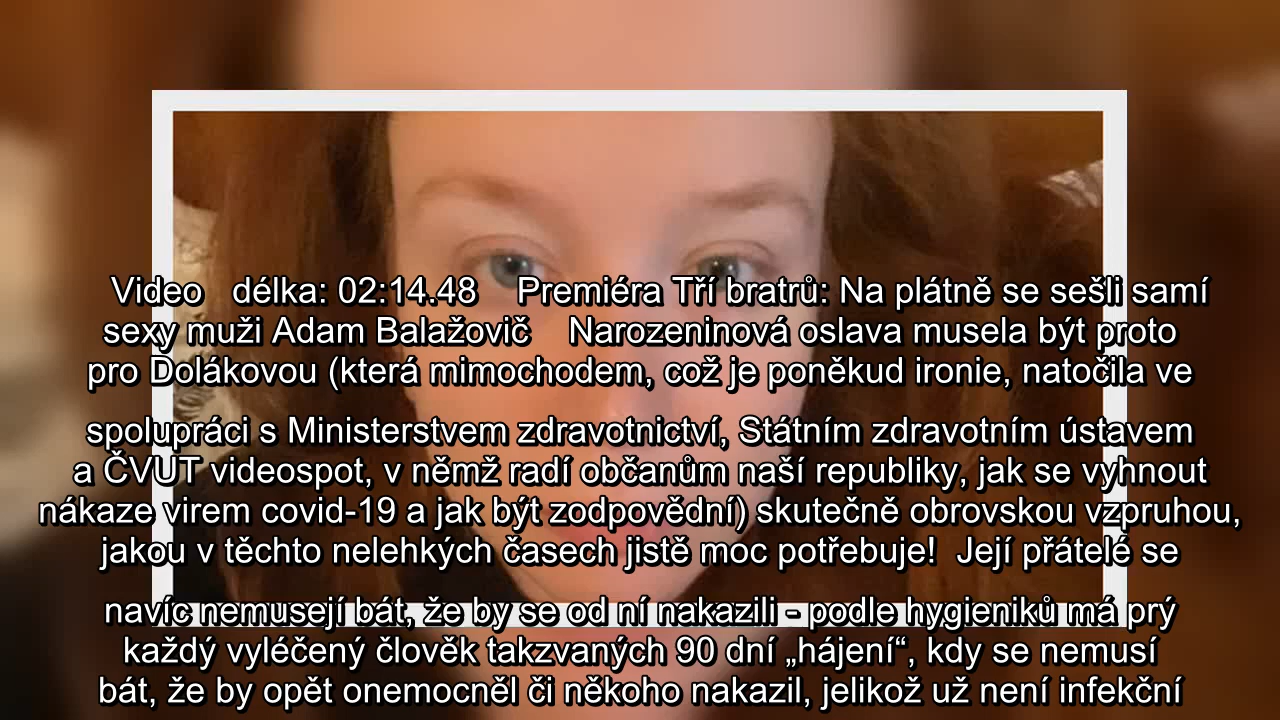 Video délka: 02:14.48 Premiéra Tří bratrů: Na plátně se sešli samí
sexy muži Adam Balažovič Narozeninová oslava musela být proto
pro Dolákovou (která mimochodem, což je poněkud ironie, natočila ve
spolupráci s Ministerstvem zdravotnictví, Státním zdravotním ústavem
a ČVUT videospot, v němž radí občanům naší republiky, jak se vyhnout
nákaze virem covid-19 a jak být zodpovědní) skutečně obrovskou vzpruhou,
jakou v těchto nelehkých časech jistě moc potřebuje! Její přátelé se
navíc nemusejí bát, že by se od ní nakazili - podle hygieniků má prý
každý vyléčený člověk takzvaných 90 dní „hájení“, kdy se nemusí
bát, že by opět onemocněl či někoho nakazil, jelikož už není infekční